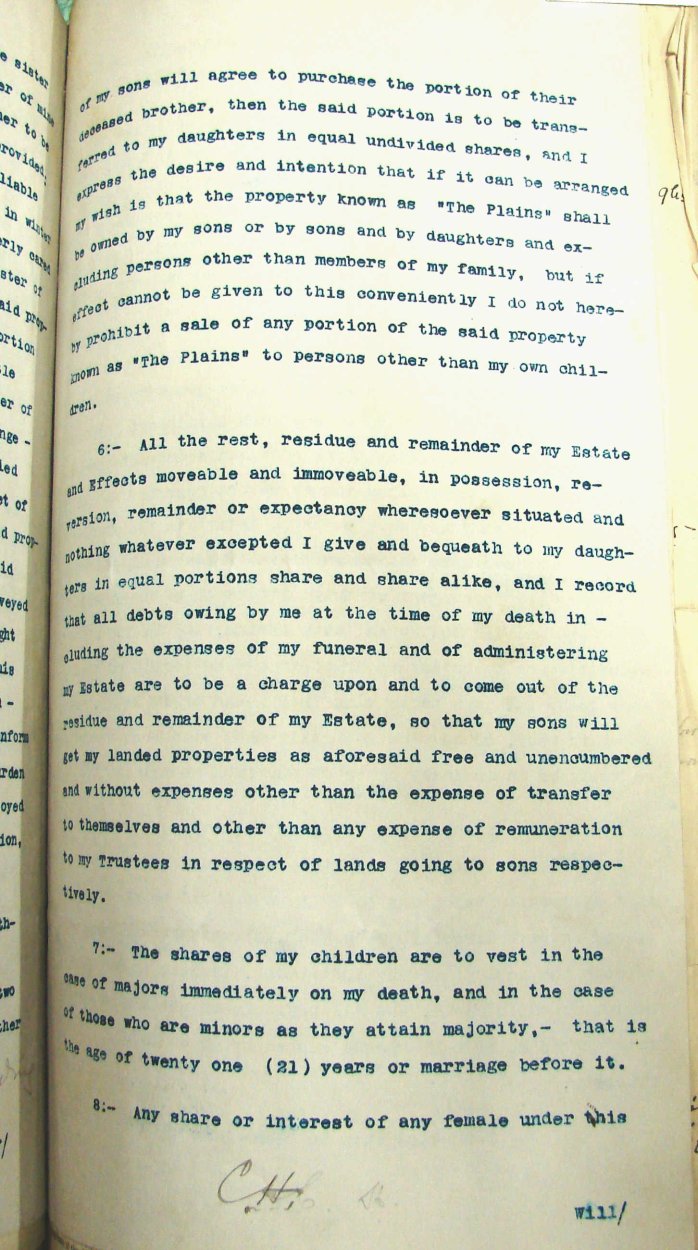 of my sons will agree to purchase the portion of their
deceased brother, then the said portion is to be trans-
ferred to my daughters in equal undivided shares, and I
express the desire and intention that if it can be arranged
my wish is that the property known as "The Plains" shall
be owned by my sons or by sons and by daughters and ex-
cluding persons other than members of my family, but if
effect cannot be given to this conveniently I do not here-
by prohibit a sale of any portion of the said property
known as "The Plains" to persons other than my own chil-
dren.
6:- All the rest, residue and remainder of my Estate
and Effects moveable and immoveable, in possession, re-
version, remainder or expectancy wheresoever situated and
nothing whatever excepted I give and bequeath to my daugh-
ters in equal portions share and share alike, and I record
that all debts owing by me at the time of my death in -
cluding the expenses of my funeral and of administering
my Estate are to be a charge upon and to come out of the
residue and remainder of my Estate, so that my sons will
get my landed properties as aforesaid free and unencumbered
and without expenses other than the expense of transfer
to themselves and other than any expense of remuneration
to my Trustees in respect of lands going to sons respec-
tively.
7:- The shares of my children are to vest in the
case of majors immediately on my death, and in the case
of those who are minors as they attain majority,- that is
the age of twenty one (21) years or marriage before it.
8:- Any share or interest of any female under this
C.H.
will/